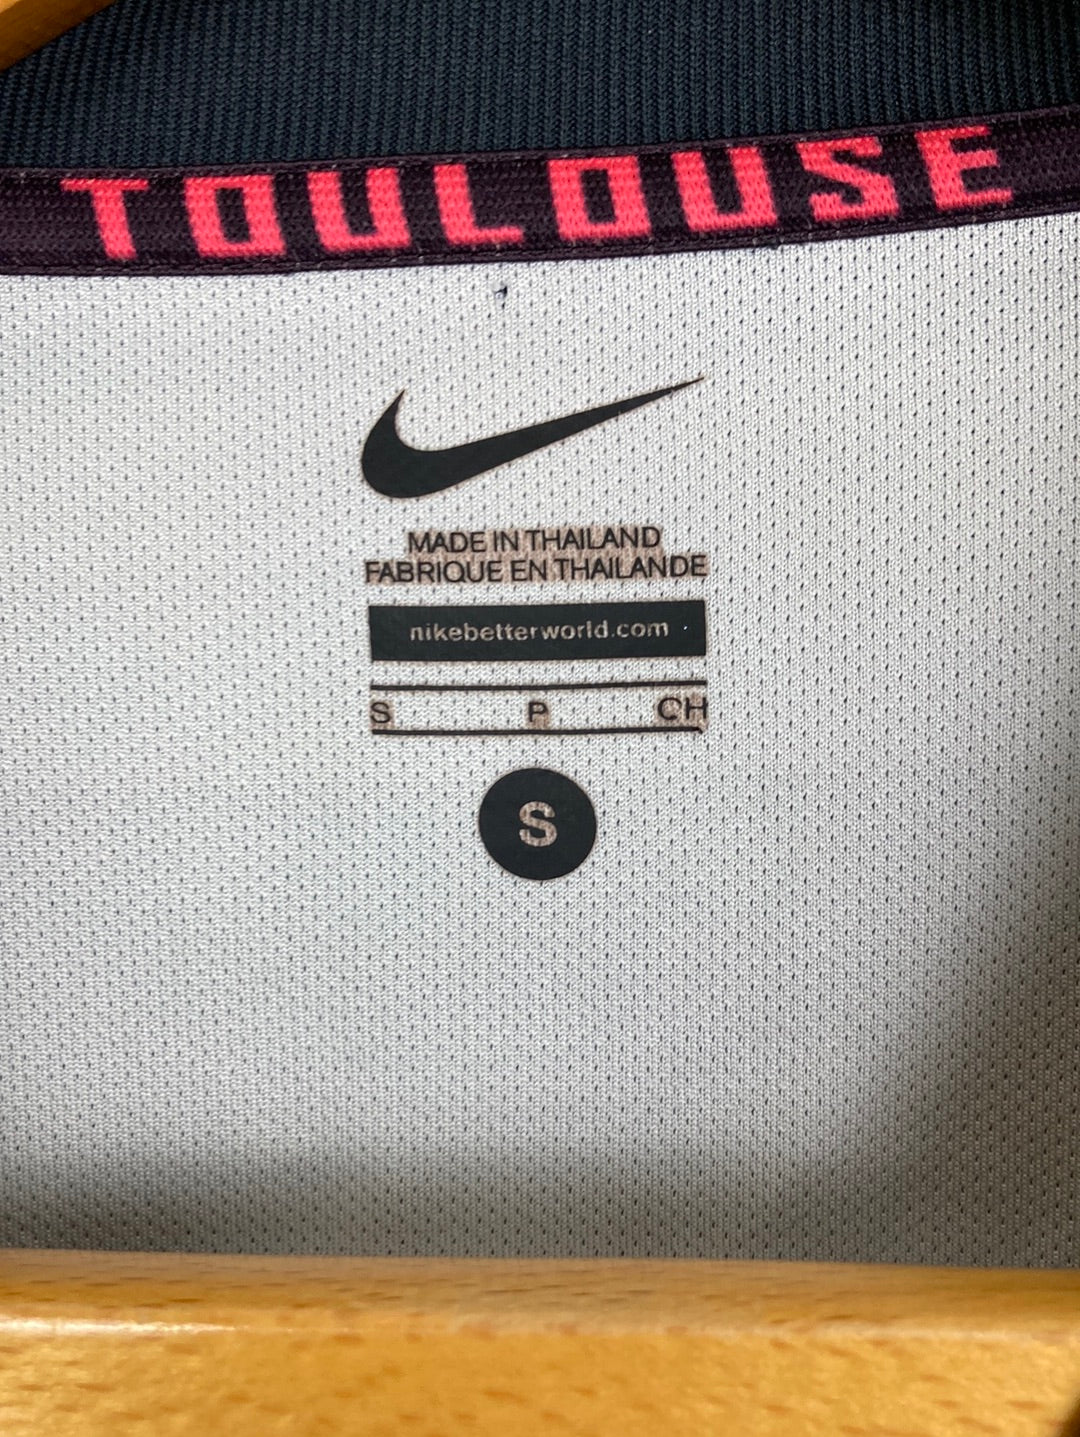 TOULOUSE
MADE IN THAILAND
FABRIQUE EN THAILANDE
nikebetterworld.com
S P CH
S